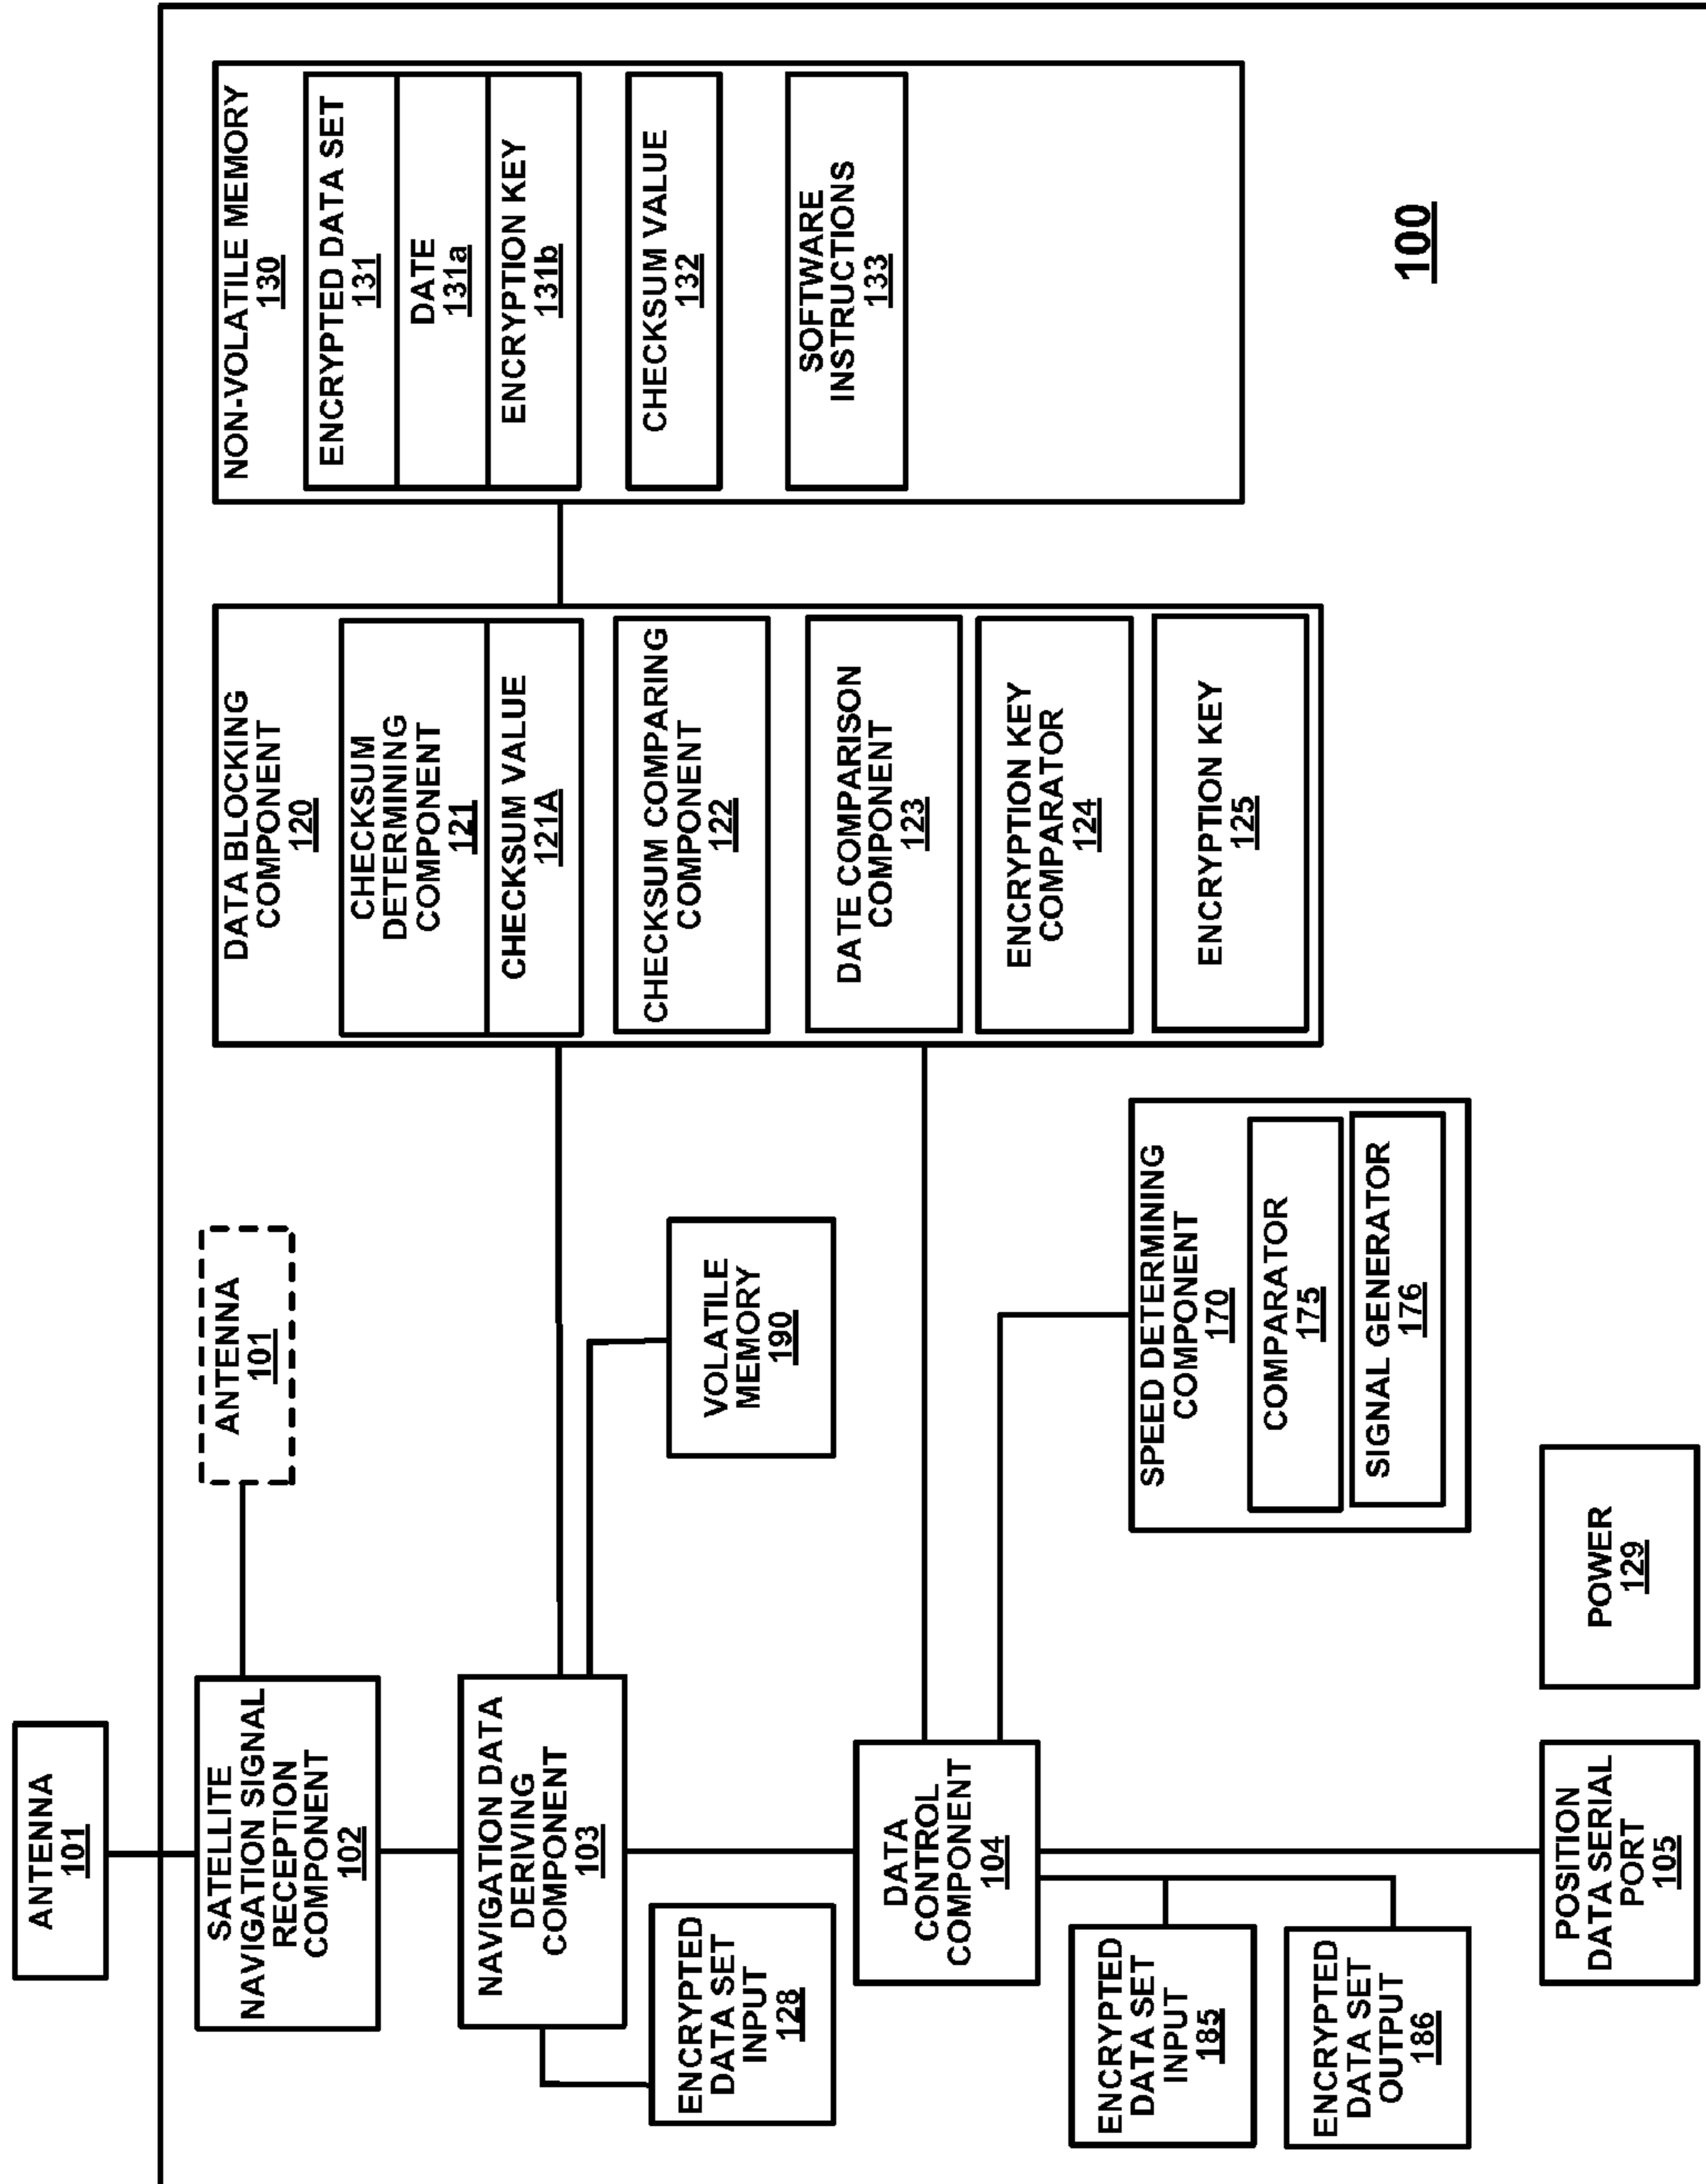 ANTENNA
101
SATELLITE
NAVIGATION SIGNAL
RECEPTION
COMPONENT
102
ANTENNA
101
NAVIGATION DATA
DERIVING
COMPONENT
103
ENCRYPTED
DATA SET
INPUT
128
VOLATILE
MEMORY
190
DATA
CONTROL
COMPONENT
104
ENCRYPTED
DATA SET
INPUT
185
ENCRYPTED
DATA SET
OUTPUT
186
POSITION
DATA SERIAL
PORT
105
POWER
129
SPEED DETERMINING
COMPONENT
170
COMPARATOR
175
SIGNAL GENERATOR
176
DATA BLOCKING
COMPONENT
120
CHECKSUM
DETERMINING
COMPONENT
121
CHECKSUM VALUE
121A
CHECKSUM COMPARING
COMPONENT
122
DATE COMPARISON
COMPONENT
123
ENCRYPTION KEY
COMPARATOR
124
ENCRYPTION KEY
125
NON-VOLATILE MEMORY
130
ENCRYPTED DATA SET
131
DATE
131a
ENCRYPTION KEY
131b
CHECKSUM VALUE
132
SOFTWARE
INSTRUCTIONS
133
100